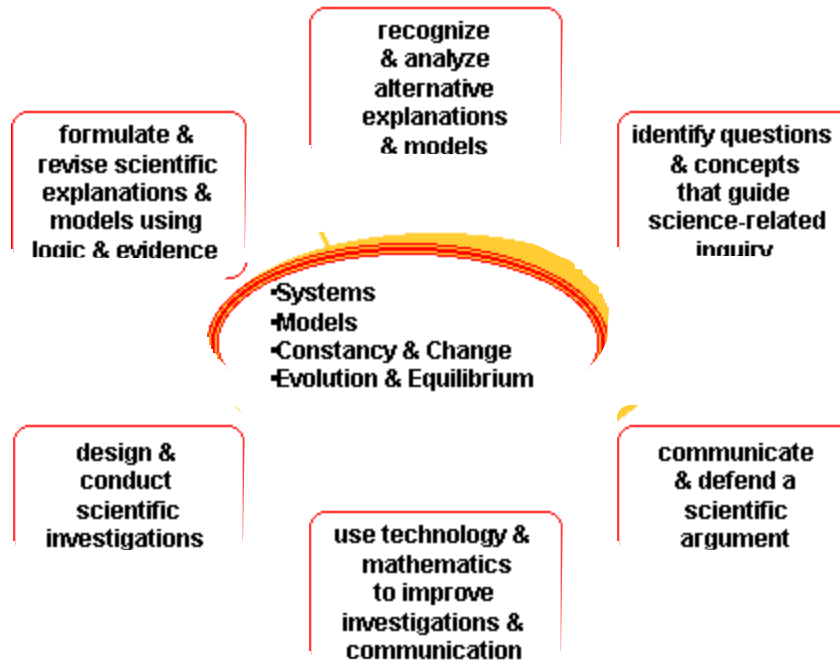 recognize
& analyze
alternative
explanations
& models
formulate &
revise scientific
explanations &
models using
logic & evidence
identify questions
& concepts
that guide
science-related
inquiry
•Systems
•Models
•Constancy & Change
•Evolution & Equilibrium
design &
conduct
scientific
investigations
use technology &
mathematics
to improve
investigations &
communication
communicate
& defend a
scientific
argument